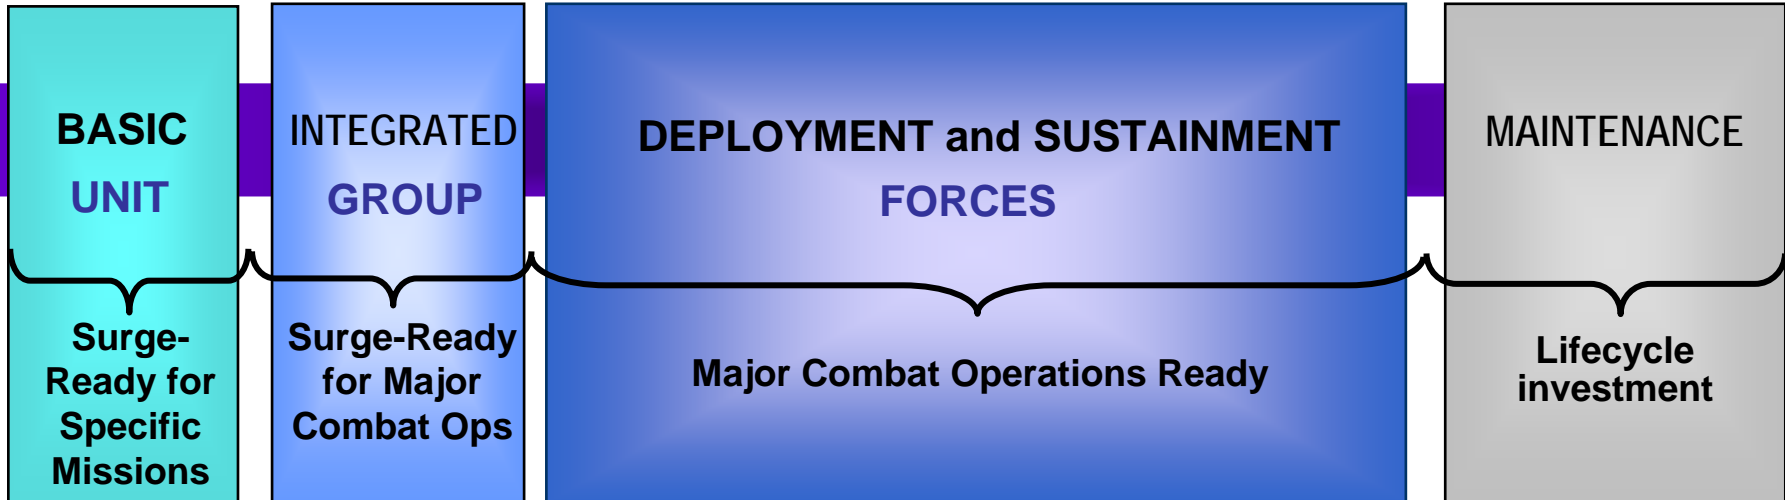 BASIC
UNIT
Surge-
Ready for
Specific
Missions
INTEGRATED
GROUP
Surge-Ready
for Major
Combat Ops
DEPLOYMENT and SUSTAINMENT
FORCES
Major Combat Operations Ready
MAINTENANCE
Lifecycle
investment